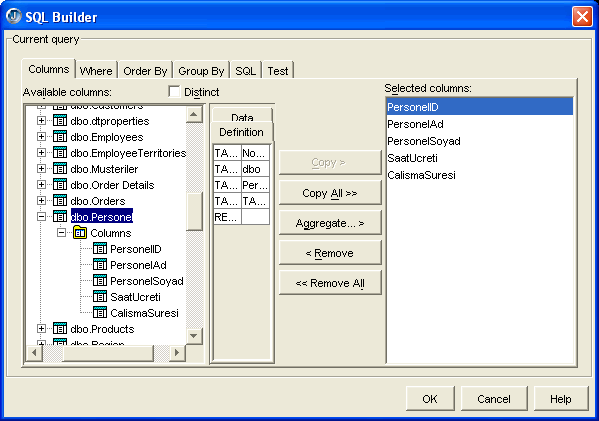 SQL Builder
Current query
Columns Where Order By Group By SQL Test
Available columns:
Distinct
dbo.Customers
dbo.dtproperties
dbo.Employees
dbo.EmployeeTerritories
dbo.Musteriler
dbo.Order Details
dbo.Orders
dbo.Personel
Columns
PersonelID
PersonelAd
PersonelSoyad
SaatUcreti
CalismaSuresi
dbo.Products
dbo.Region
Data
Definition
TA... No...
TA... dbo
TA... Per...
TA... TA...
RE...
Copy >
Copy All >>
Aggregate... >
< Remove
<< Remove All
Selected columns:
PersonelID
PersonelAd
PersonelSoyad
SaatUcreti
CalismaSuresi
OK Cancel Help